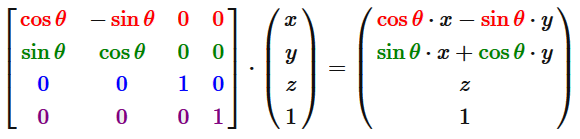 [ cos θ  − sin θ  0  0 ]   ( x )   ( cos θ · x − sin θ · y )
[ sin θ  cos θ  0  0 ] · ( y ) = ( sin θ · x + cos θ · y )
[ 0  0  1  0 ]   ( z )   ( z )
[ 0  0  0  1 ]   ( 1 )   ( 1 )